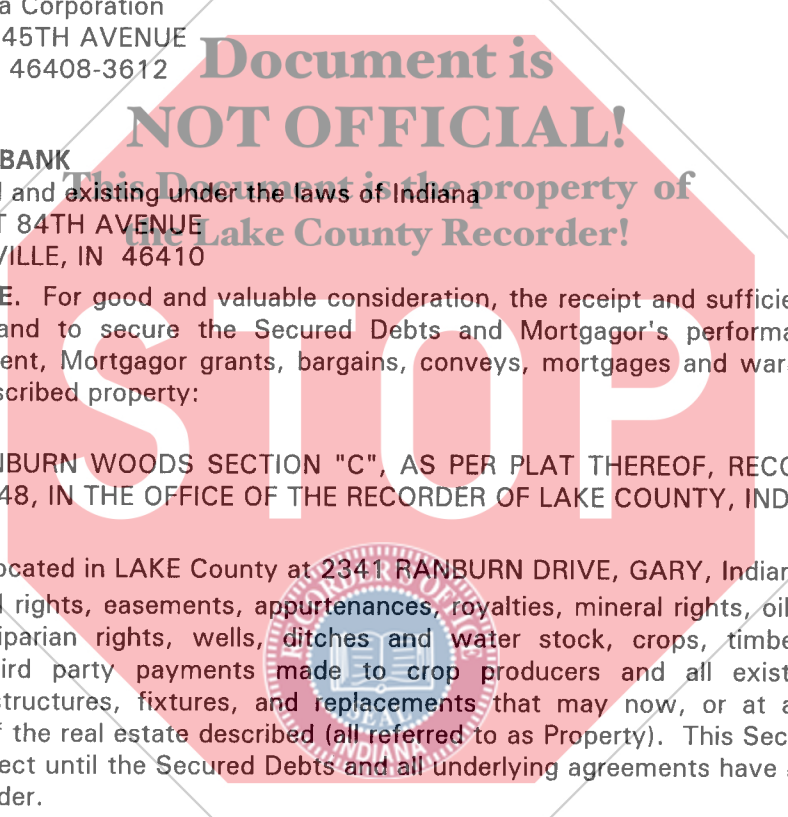 a Corporation
45TH AVENUE
46408-3612
Document is
NOT OFFICIAL!
BANK
This Document is the property of
and existing under the laws of Indiana
T 84TH AVENUE
the Lake County Recorder!
VILLE, IN 46410
E. For good and valuable consideration, the receipt and sufficie
and to secure the Secured Debts and Mortgagor's performa
ent, Mortgagor grants, bargains, conveys, mortgages and war
scribed property:
STOP
NBURN WOODS SECTION "C", AS PER PLAT THEREOF, RECO
48, IN THE OFFICE OF THE RECORDER OF LAKE COUNTY, IND
ocated in LAKE County at 2341 RANBURN DRIVE, GARY, Indian
l rights, easements, appurtenances, royalties, mineral rights, oil
iparian rights, wells, ditches and water stock, crops, timbe
ird party payments made to crop producers and all exist
structures, fixtures, and replacements that may now, or at a
f the real estate described (all referred to as Property). This Sec
ect until the Secured Debts and all underlying agreements have
der.
RECORDER'S OFFICE
SEAL
INDIANA